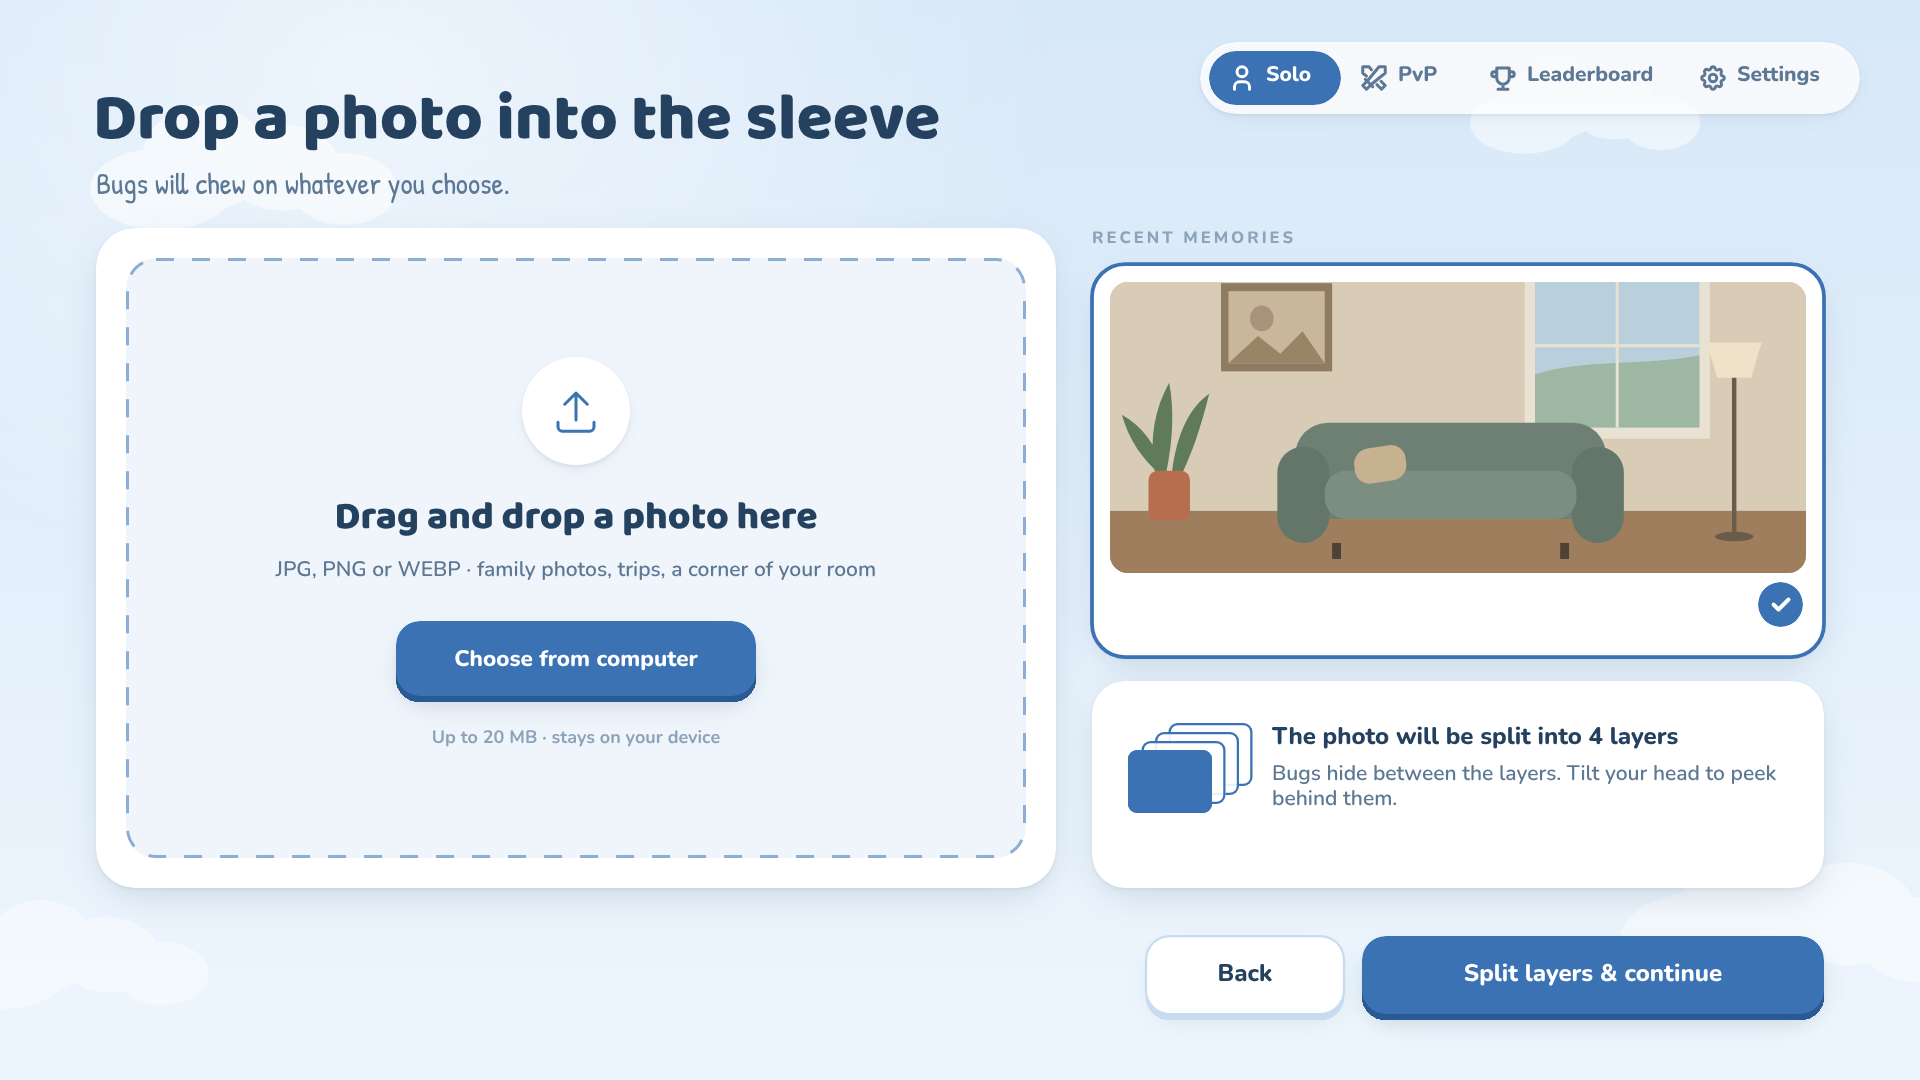 Solo
PvP
Leaderboard
Settings
Drop a photo into the sleeve
Bugs will chew on whatever you choose.
Drag and drop a photo here
JPG, PNG or WEBP · family photos, trips, a corner of your room
Choose from computer
Up to 20 MB · stays on your device
RECENT MEMORIES
The photo will be split into 4 layers
Bugs hide between the layers. Tilt your head to peek
behind them.
Back
Split layers & continue